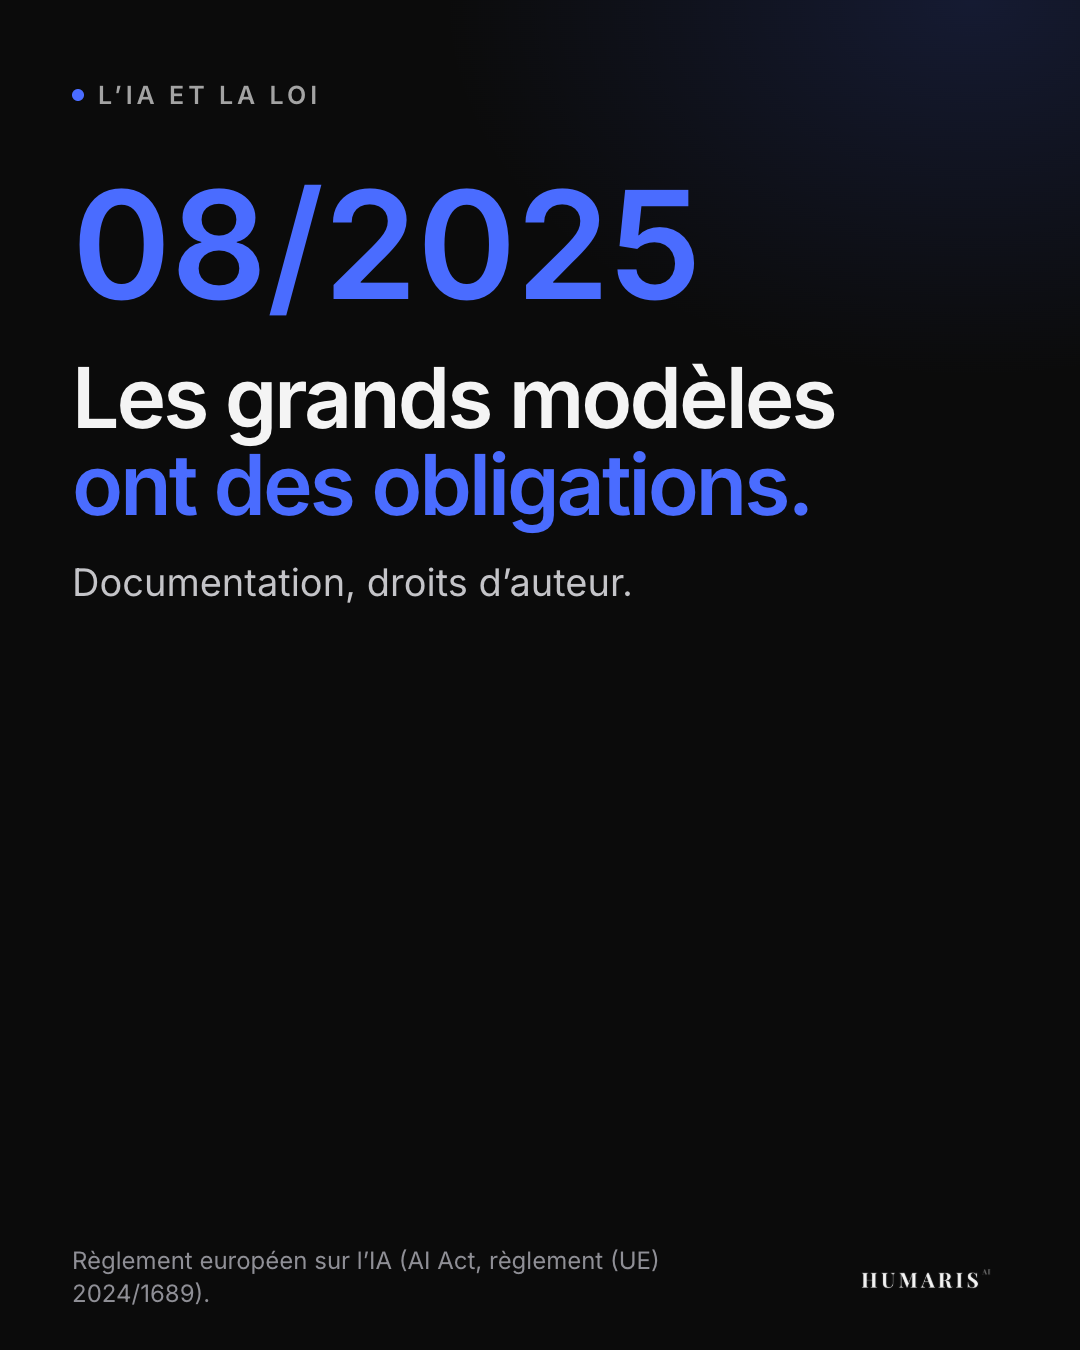 L’IA ET LA LOI
08/2025
Les grands modèles
ont des obligations.
Documentation, droits d’auteur.
Règlement européen sur l’IA (AI Act, règlement (UE)
2024/1689).
HUMARIS AI